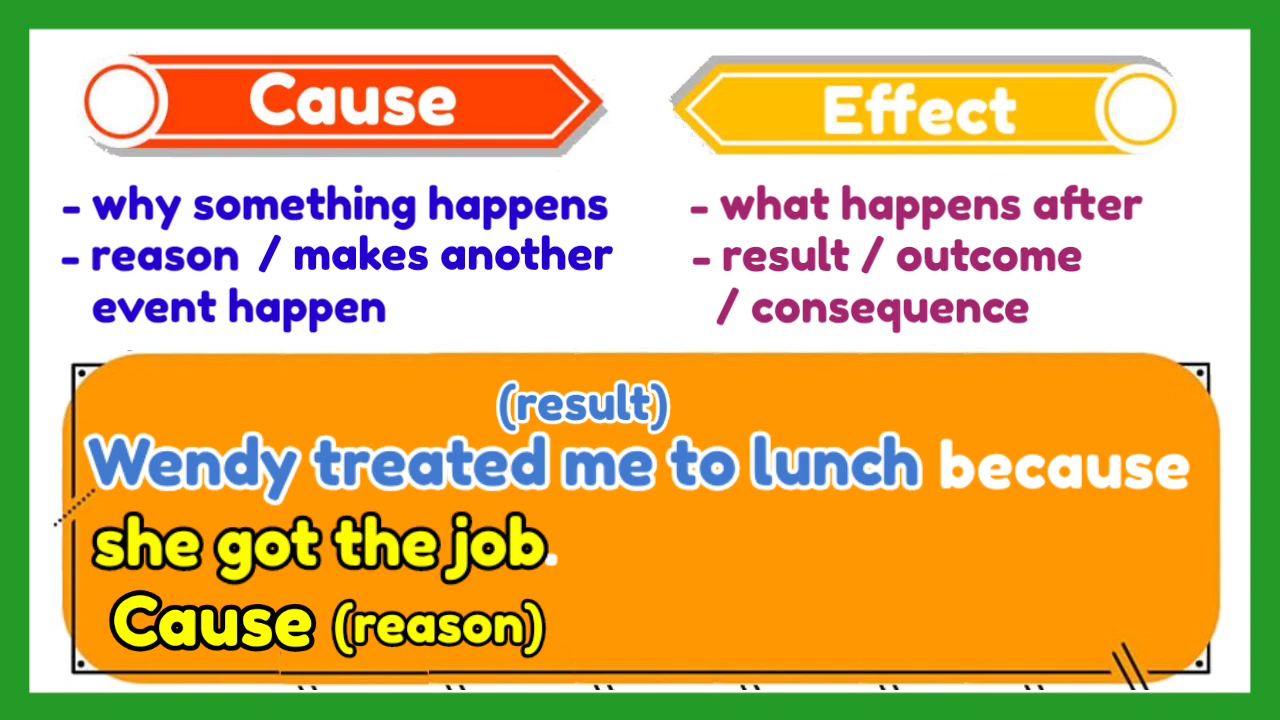 Cause
Effect
- why something happens
- reason / makes another
event happen
- what happens after
- result / outcome
/ consequence
(result)
Wendy treated me to lunch because
she got the job.
Cause (reason)